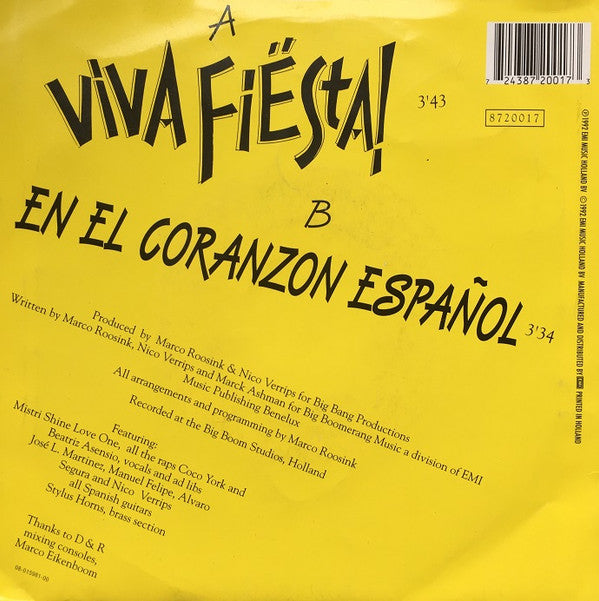 A
ViVA FiËSta!
3'43
7 24387 20017 3
8720017
B
EN EL CORANZON ESPAÑOL
3'34
Produced by Marco Roosink & Nico Verrips for Big Bang Productions
Written by Marco Roosink, Nico Verrips and Marck Ashman for Big Boomerang Music a division of EMI
Music Publishing Benelux
All arrangements and programming by Marco Roosink
Recorded at the Big Boom Studios, Holland
Featuring:
Mistri Shine Love One, all the raps Coco York and
Beatriz Asensio, vocals and ad libs
José L. Martinez, Manuel Felipe, Alvaro
Segura and Nico Verrips
all Spanish guitars
Stylus Horns, brass section
Thanks to D & R
mixing consoles,
Marco Eikenboom
08-015981-00
℗ 1992 EMI MUSIC HOLLAND BV © 1992 EMI MUSIC HOLLAND BV MANUFACTURED AND DISTRIBUTED BY EMI PRINTED IN HOLLAND